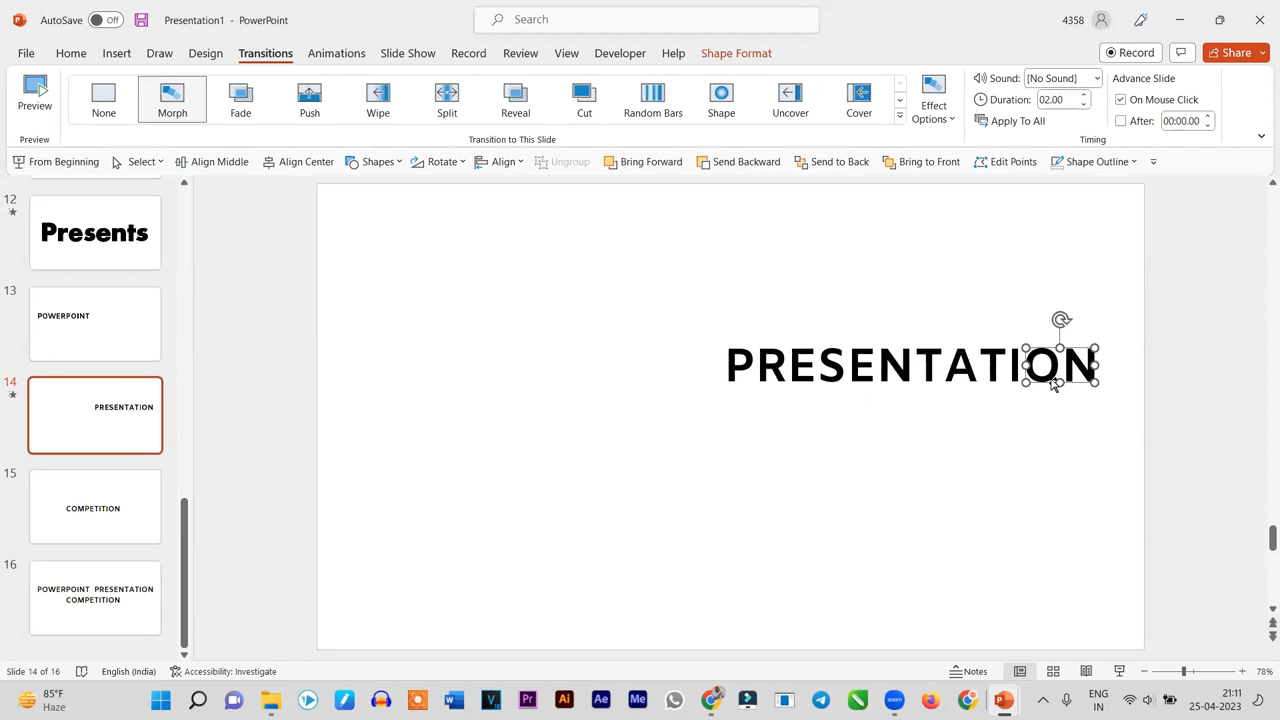 AutoSave Off Presentation1 - PowerPoint Search 4358
File Home Insert Draw Design Transitions Animations Slide Show Record Review View Developer Help Shape Format Record Share
None Morph Fade Push Wipe Split Reveal Cut Random Bars Shape Uncover Cover
Preview
Effect Options
Sound: [No Sound]
Duration: 02.00
Apply To All
Advance Slide
On Mouse Click
After: 00:00.00
Preview Transition to This Slide Timing
From Beginning Select Align Middle Align Center Shapes Rotate Align Ungroup Bring Forward Send Backward Send to Back Bring to Front Edit Points Shape Outline
12
Presents
13
POWERPOINT
14
PRESENTATION
15
COMPETITION
16
POWERPOINT PRESENTATION
COMPETITION
PRESENTATION
Slide 14 of 16 English (India) Accessibility: Investigate Notes 78%
85°F
Haze
ENG
IN
21:11
25-04-2023